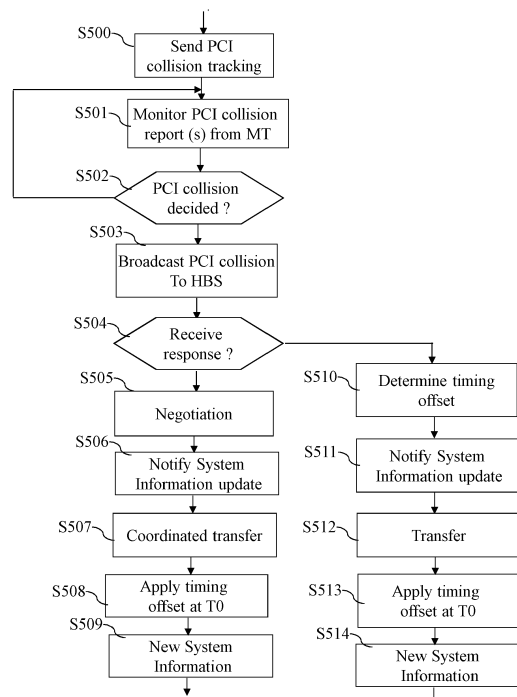 S500
Send PCI
collision tracking
S501
Monitor PCI collision
report (s) from MT
S502
PCI collision
decided ?
S503
Broadcast PCI collision
To HBS
S504
Receive
response ?
S505
Negotiation
S506
Notify System
Information update
S507
Coordinated transfer
S508
Apply timing
offset at T0
S509
New System
Information
S510
Determine timing
offset
S511
Notify System
Information update
S512
Transfer
S513
Apply timing
offset at T0
S514
New System
Information